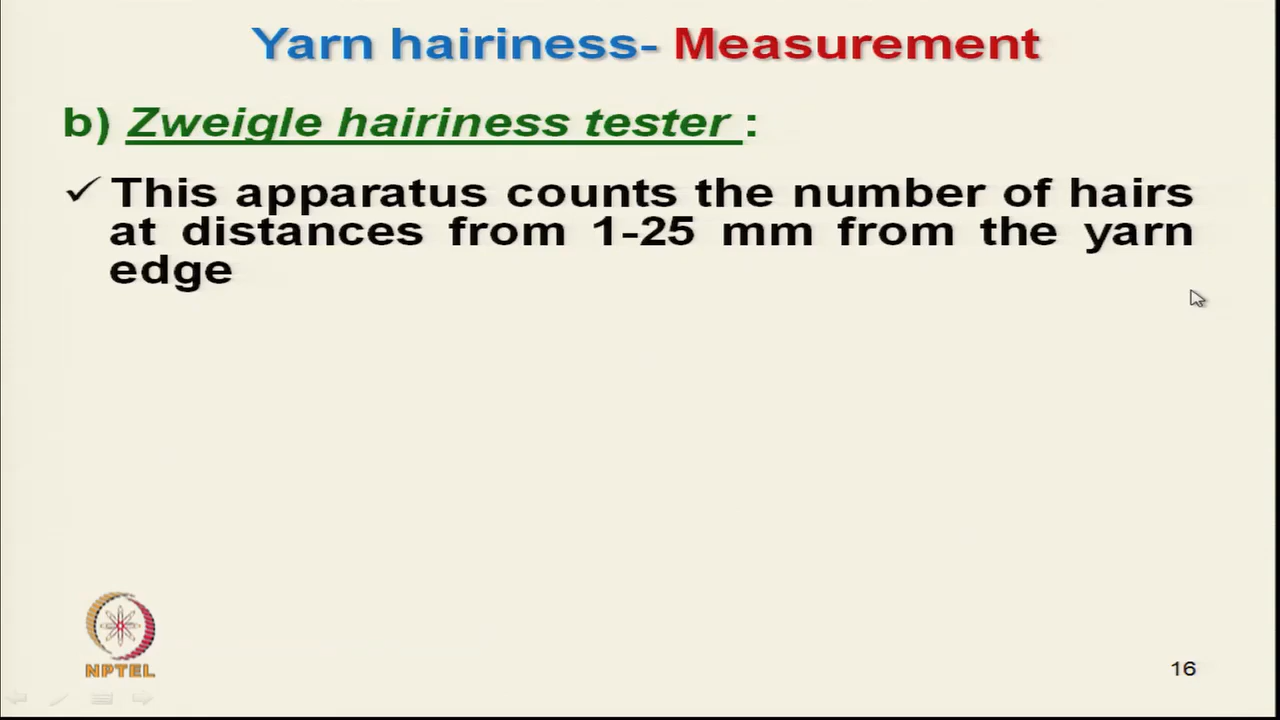 Yarn hairiness- Measurement
b) Zweigle hairiness tester :
✓ This apparatus counts the number of hairs
at distances from 1-25 mm from the yarn
edge
NPTEL
16